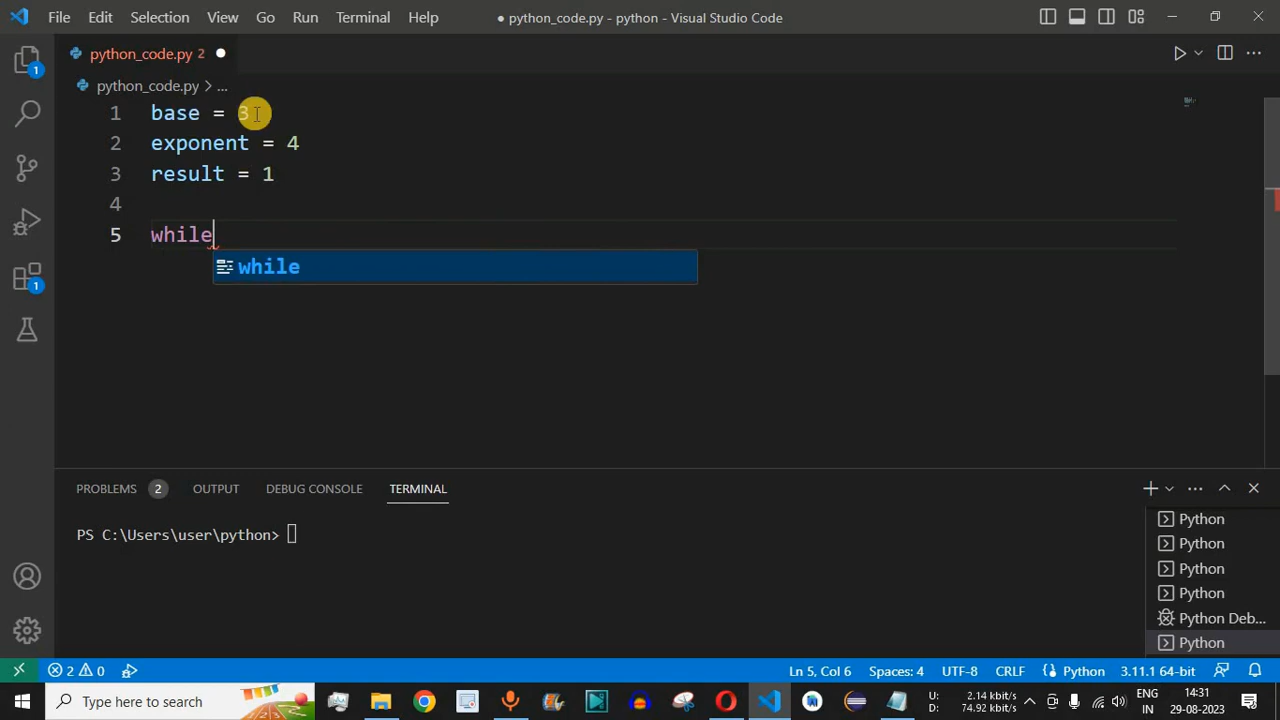 File Edit Selection View Go Run Terminal Help ● python_code.py - python - Visual Studio Code
python_code.py 2
python_code.py > ...
1 base = 3
2 exponent = 4
3 result = 1
4
5 while
while
1
1
PROBLEMS 2 OUTPUT DEBUG CONSOLE TERMINAL
PS C:\Users\user\python>
Python
Python
Python
Python
Python Deb...
Python
2 0 Ln 5, Col 6 Spaces: 4 UTF-8 CRLF Python 3.11.1 64-bit
Type here to search
U: 2.14 kbit/s
D: 74.92 kbit/s
ENG
IN
14:31
29-08-2023